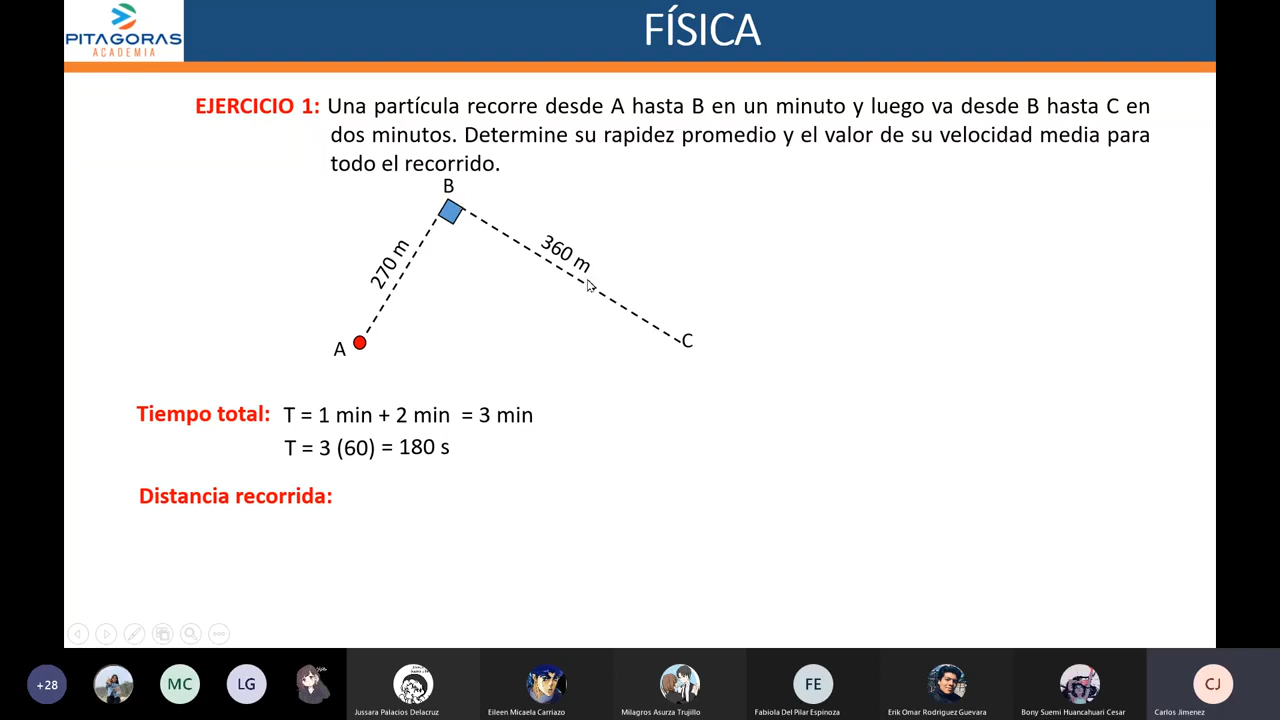 PITAGORAS
ACADEMIA
FÍSICA
EJERCICIO 1: Una partícula recorre desde A hasta B en un minuto y luego va desde B hasta C en
dos minutos. Determine su rapidez promedio y el valor de su velocidad media para
todo el recorrido.
B
270 m
360 m
A
C
Tiempo total: T = 1 min + 2 min = 3 min
T = 3 (60) = 180 s
Distancia recorrida:
+28
MC
LG
FE
CJ
Jussara Palacios Delacruz
Eileen Micaela Carriazo
Milagros Asurza Trujillo
Fabiola Del Pilar Espinoza
Erik Omar Rodriguez Guevara
Bony Suemi Huancahuari Cesar
Carlos Jimenez